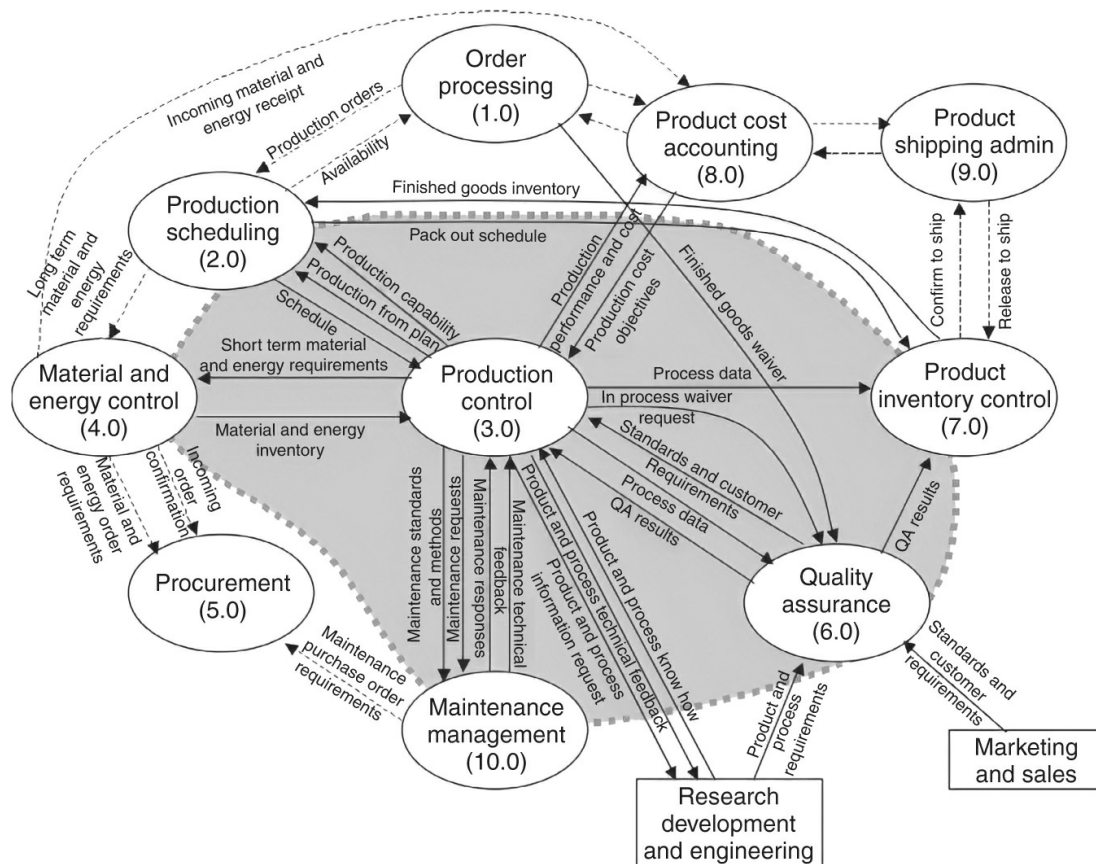 Order
processing
(1.0)
Incoming material and
energy receipt
Production orders
Availability
Product cost
accounting
(8.0)
Product
shipping admin
(9.0)
Production
scheduling
(2.0)
Finished goods inventory
Pack out schedule
Long term
material and
energy
requirements
Production capability
Production from plan
Schedule
Production
performance and cost
Production cost
objectives
Finished goods waiver
Confirm to ship
Release to ship
Material and
energy control
(4.0)
Short term material
and energy requirements
Material and energy
inventory
Production
control
(3.0)
Process data
In process waiver
request
Product
inventory control
(7.0)
Standards and customer
Requirements
Process data
QA results
QA results
Incoming
order
confirmation
Material and
energy order
requirements
Procurement
(5.0)
Maintenance standards
and methods
Maintenance requests
Maintenance responses
Maintenance technical
feedback
Product and process technical feedback
Product and process
information request
Product and process know how
Quality
assurance
(6.0)
Maintenance
purchase order
requirements
Maintenance
management
(10.0)
Product and
process
requirements
Standards and
customer
requirements
Marketing
and sales
Research
development
and engineering